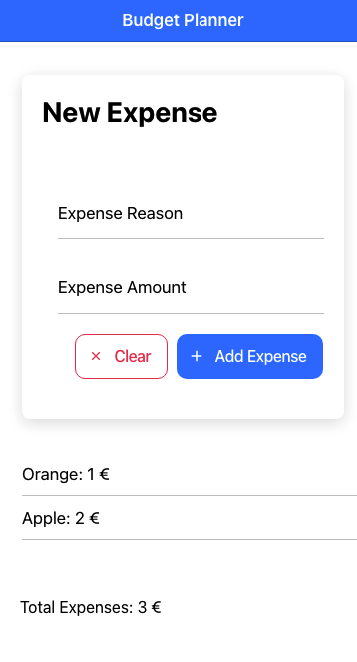 Budget Planner
New Expense
Expense Reason
Expense Amount
Clear
Add Expense
Orange: 1 €
Apple: 2 €
Total Expenses: 3 €